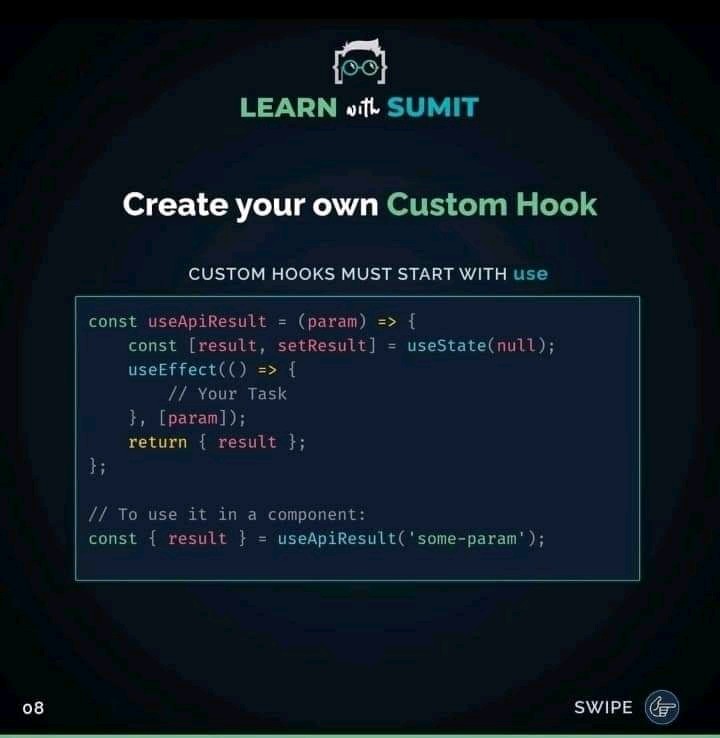 LEARN with SUMIT
Create your own Custom Hook
CUSTOM HOOKS MUST START WITH use
const useApiResult = (param) => {
    const [result, setResult] = useState(null);
    useEffect(() => {
        // Your Task
    }, [param]);
    return { result };
};

// To use it in a component:
const { result } = useApiResult('some-param');
08
SWIPE